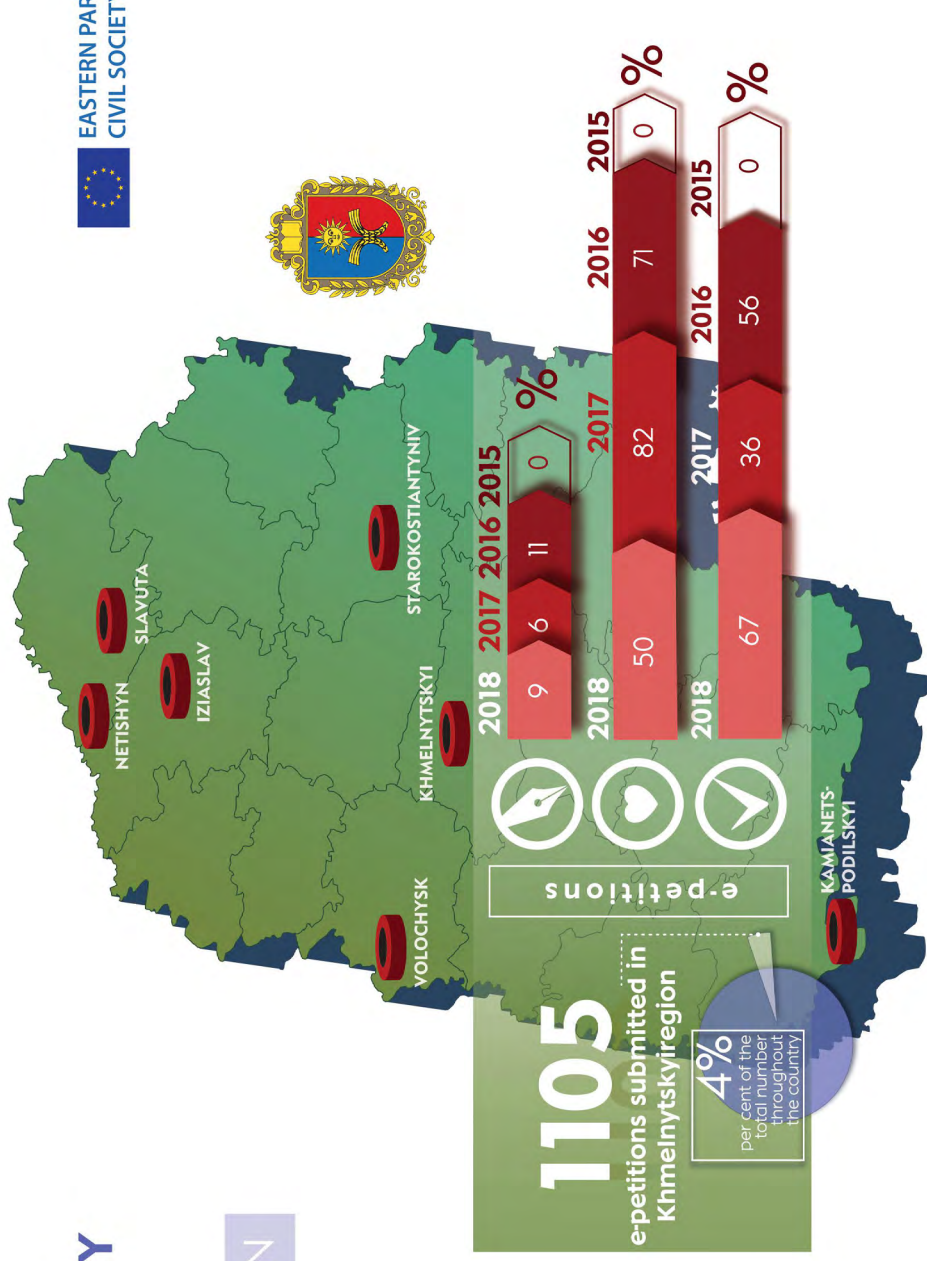 Y
N
EASTERN PAR
CIVIL SOCIETY
NETISHYN
SLAVUTA
IZIASLAV
STAROKOSTIANTYNIV
KHMELNYTSKYI
VOLOCHYSK
KAMIANETS-
PODILSKYI
1105
e-petitions submitted in
Khmelnytskyiregion
4%
per cent of the
total number
throughout
the country
e-petitions
2018 2017 2016 2015
9 6 11 0 %
2018 2017 2016 2015
50 82 71 0 %
2018 2017 2016 2015
67 36 56 0 %